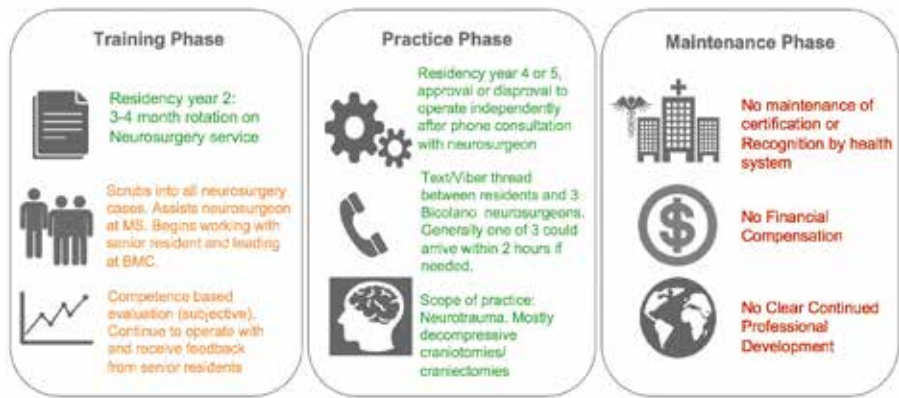 Training Phase
Residency year 2:
3-4 month rotation on
Neurosurgery service
Scrubs into all neurosurgery
cases. Assists neurosurgeon
at MS. Begins working with
senior resident and leading
at BMC.
Competence based
evaluation (subjective).
Continue to operate with
and receive feedback
from senior residents
Practice Phase
Residency year 4 or 5,
approval or disproval to
operate independently
after phone consultation
with neurosurgeon
Text/Viber thread
between residents and 3
Bicolano neurosurgeons.
Generally one of 3 could
arrive within 2 hours if
needed.
Scope of practice:
Neurotrauma. Mostly
decompressive
craniotomies/
craniectomies
Maintenance Phase
No maintenance of
certification or
Recognition by health
system
No Financial
Compensation
No Clear Continued
Professional
Development